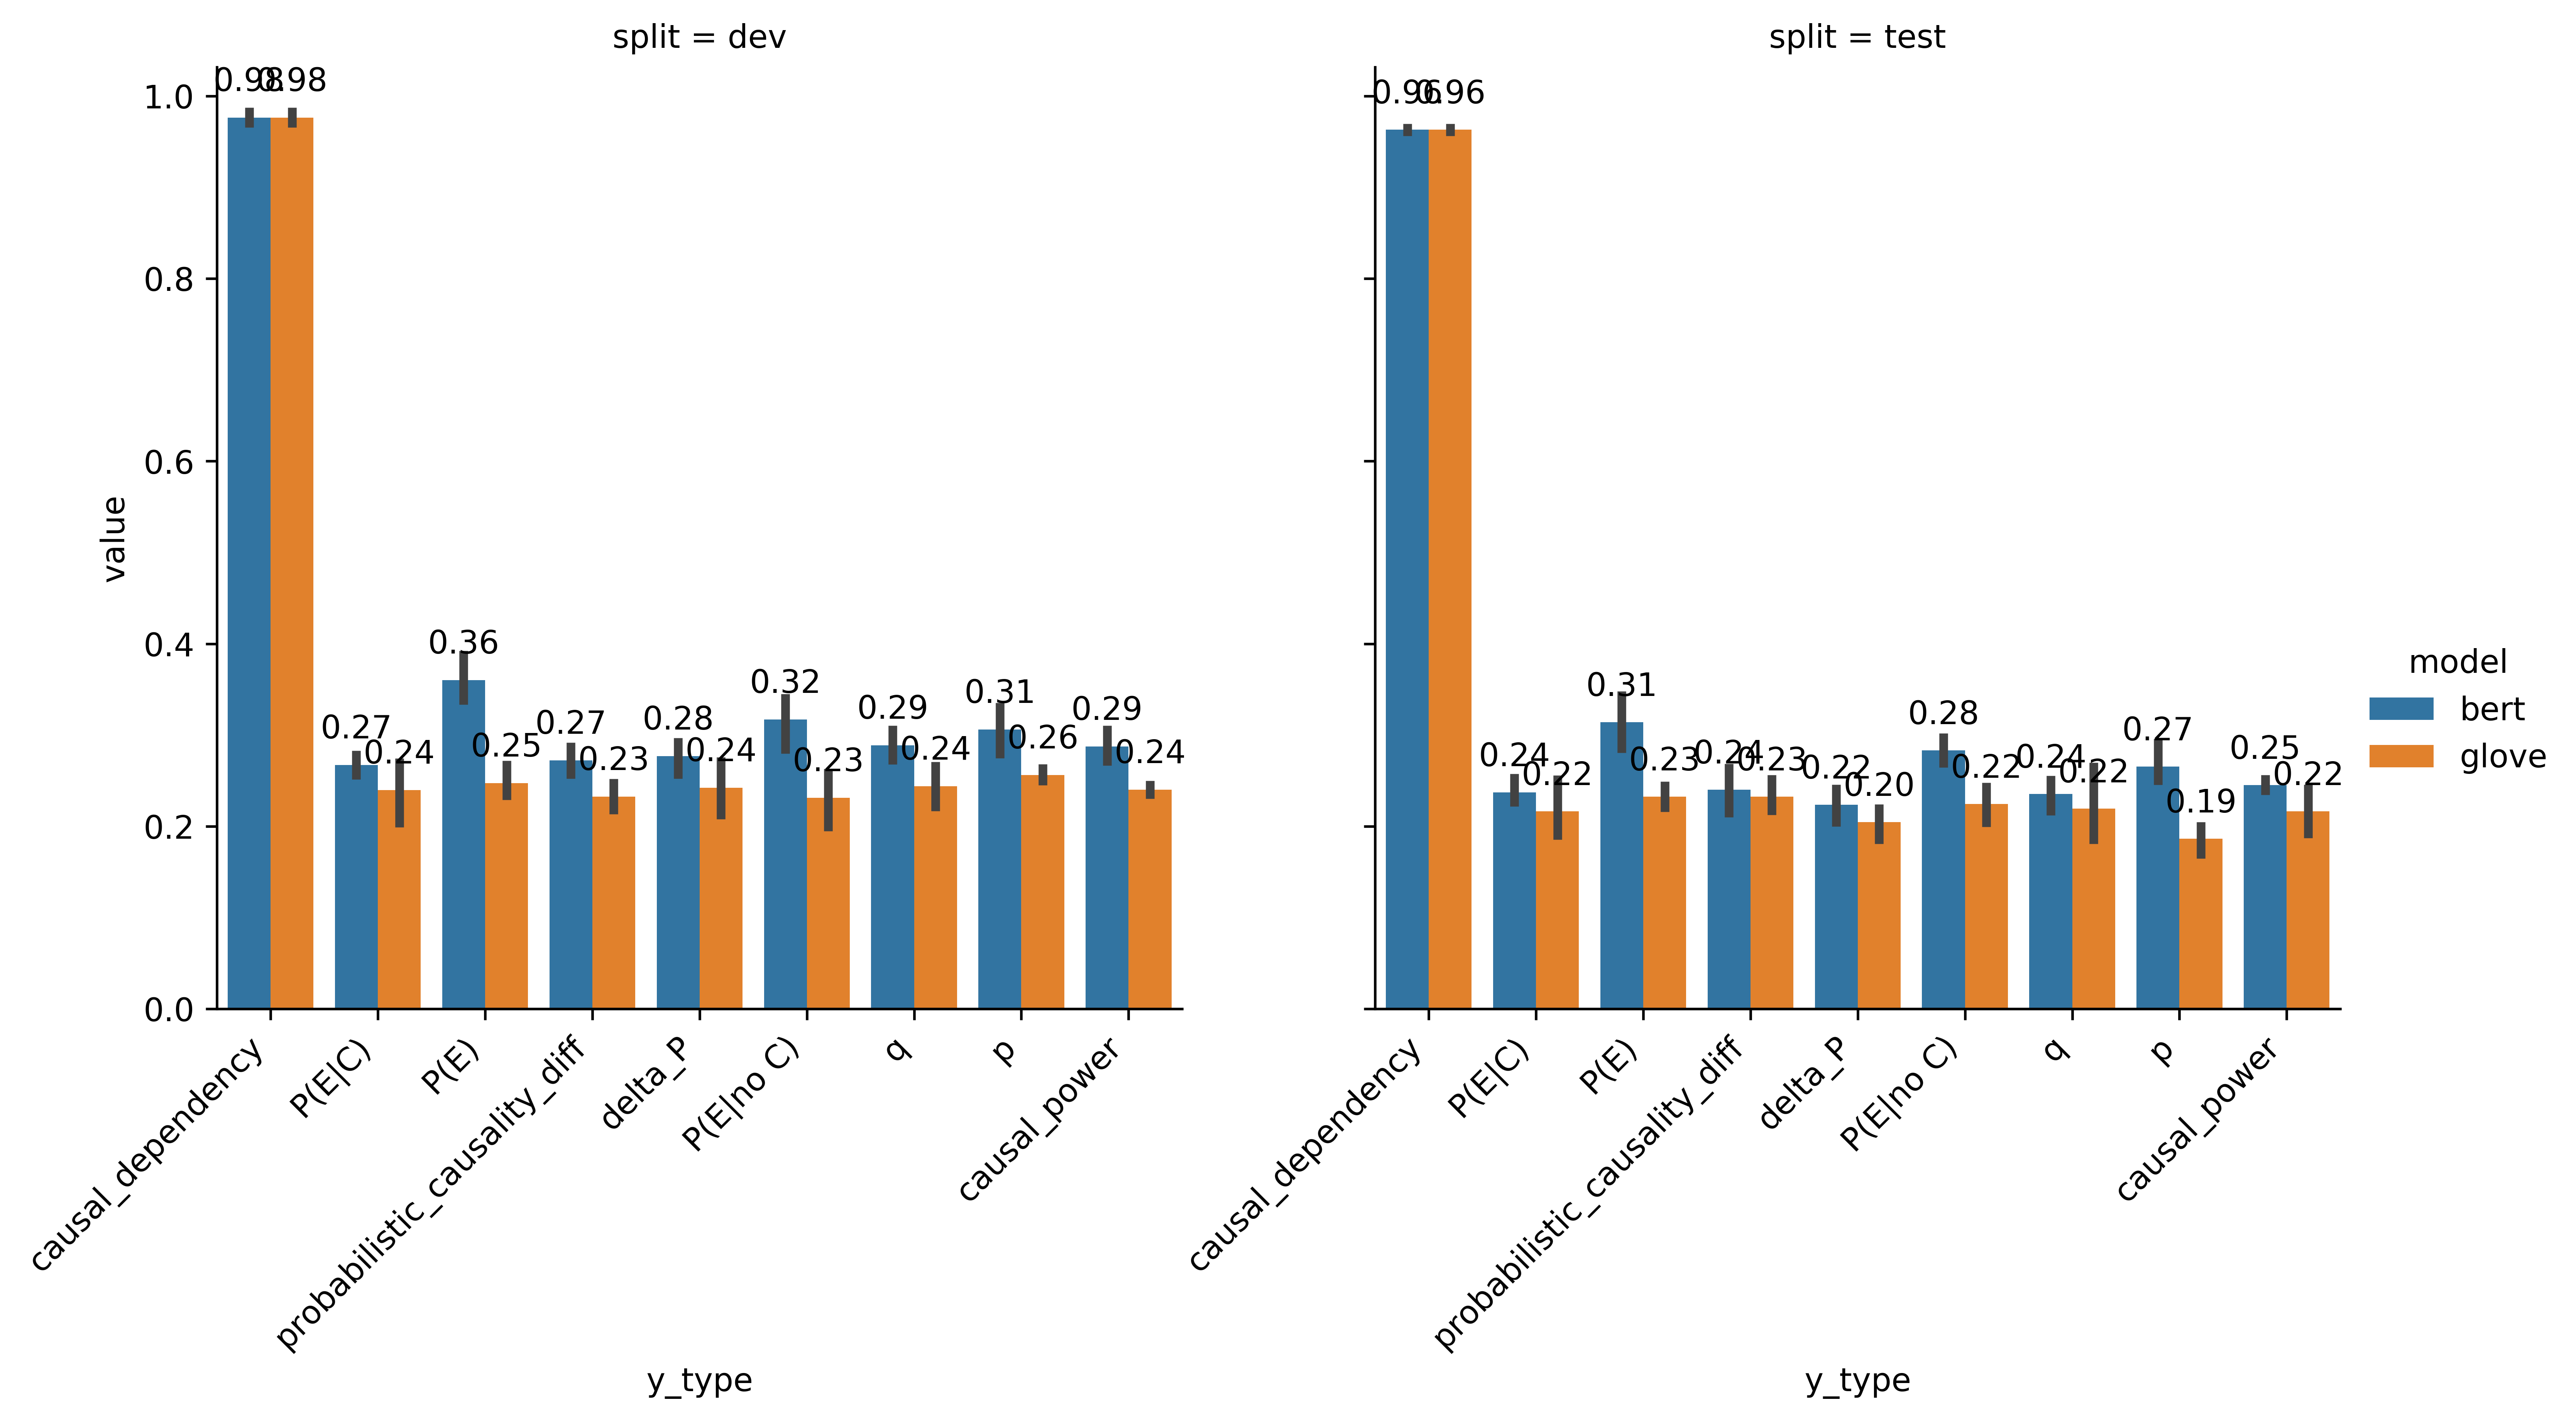 split = dev
0.98 0.98
1.0
0.8
0.6
0.4
0.2
0.0
value
0.27 0.24 0.36 0.25 0.27 0.23 0.28 0.24 0.32 0.23 0.29 0.24 0.31 0.26 0.29 0.24
causal_dependency
P(E|C)
P(E)
probabilistic_causality_diff
delta_P
P(E|no C)
q
p
causal_power
y_type
split = test
0.96 0.96
0.24 0.22 0.31 0.23 0.24 0.23 0.22 0.20 0.28 0.22 0.24 0.22 0.27 0.19 0.25 0.22
causal_dependency
P(E|C)
P(E)
probabilistic_causality_diff
delta_P
P(E|no C)
q
p
causal_power
y_type
model
bert
glove